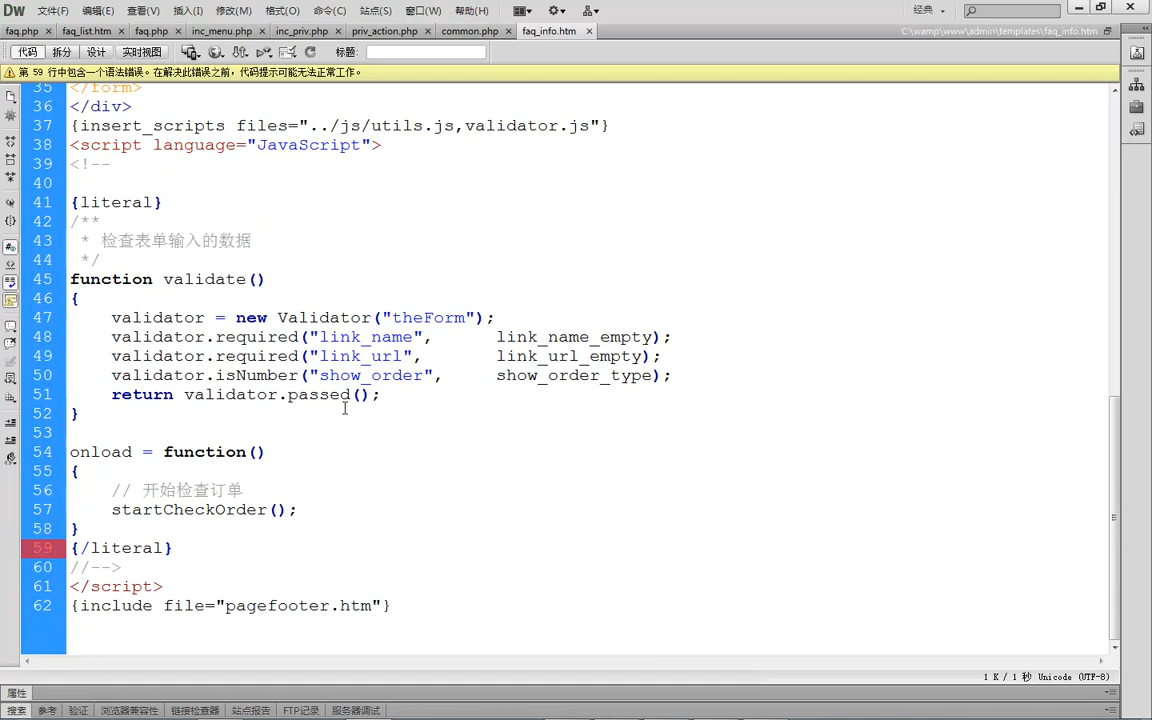 Dw 文件(F) 编辑(E) 查看(V) 插入(I) 修改(M) 格式(O) 命令(C) 站点(S) 窗口(W) 帮助(H) 经典
faq.php × faq_list.htm × faq.php × inc_menu.php × inc_priv.php × priv_action.php × common.php × faq_info.htm × C:\wamp\www\admin\templates\faq_info.htm
代码 拆分 设计 实时视图 标题:
第 59 行中包含一个语法错误。在解决此错误之前，代码提示可能无法正常工作。
35 </form>
36 </div>
37 {insert_scripts files="../js/utils.js,validator.js"}
38 <script language="JavaScript">
39 <!--
40
41 {literal}
42 /**
43 * 检查表单输入的数据
44 */
45 function validate()
46 {
47 validator = new Validator("theForm");
48 validator.required("link_name", link_name_empty);
49 validator.required("link_url", link_url_empty);
50 validator.isNumber("show_order", show_order_type);
51 return validator.passed();
52 }
53
54 onload = function()
55 {
56 // 开始检查订单
57 startCheckOrder();
58 }
59 {/literal}
60 //-->
61 </script>
62 {include file="pagefooter.htm"}
1 K / 1 秒 Unicode (UTF-8)
属性
搜索 参考 验证 浏览器兼容性 链接检查器 站点报告 FTP记录 服务器调试